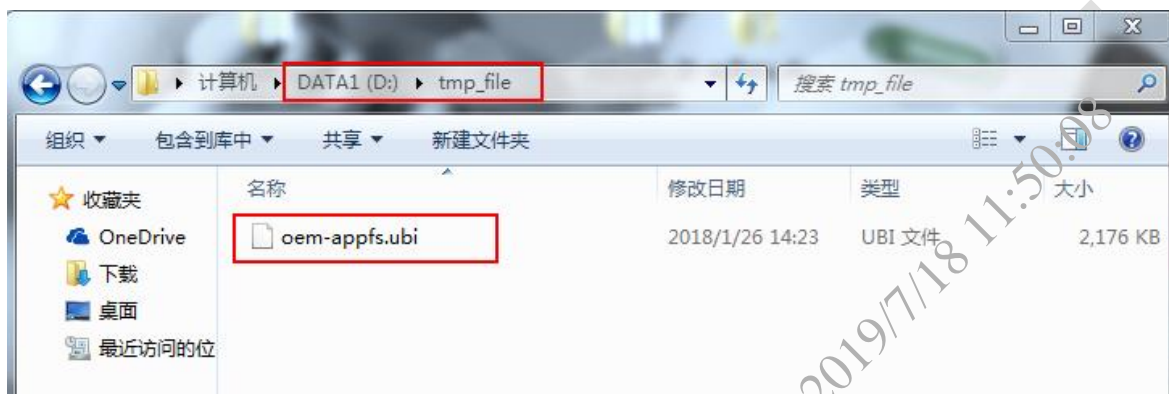 计算机 DATA1 (D:) tmp_file 搜索 tmp_file
组织 包含到库中 共享 新建文件夹
名称 修改日期 类型 大小
收藏夹
oem-appfs.ubi 2018/1/26 14:23 UBI 文件 2,176 KB
OneDrive
下载
桌面
最近访问的位
2019/7/18 11:50:08